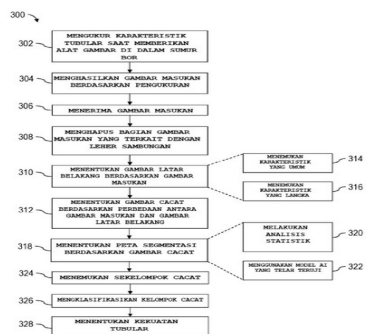 300
302
MENGUKUR KARAKTERISTIK
TUBULAR SAAT MEMBERIKAN
ALAT GAMBAR DI DALAM SUMUR
BOR
304
MENGHASILKAN GAMBAR MASUKAN
BERDASARKAN PENGUKURAN
306
MENERIMA GAMBAR MASUKAN
308
MENGHAPUS BAGIAN GAMBAR
MASUKAN YANG TERKAIT DENGAN
LEHER SAMBUNGAN
310
MENENTUKAN GAMBAR LATAR
BELAKANG BERDASARKAN GAMBAR
MASUKAN
MENEMUKAN
KARAKTERISTIK
YANG UMUM
314
MENEMUKAN
KARAKTERISTIK
YANG LANGKA
316
312
MENENTUKAN GAMBAR CACAT
BERDASARKAN PERBEDAAN ANTARA
GAMBAR MASUKAN DAN GAMBAR
LATAR BELAKANG
318
MENENTUKAN PETA SEGMENTASI
BERDASARKAN GAMBAR CACAT
MELAKUKAN
ANALISIS
STATISTIK
320
MENGGUNAKAN MODEL AI
YANG TELAH TERUJI
322
324
MENEMUKAN SEKELOMPOK CACAT
326
MENGKLASIFIKASIKAN KELOMPOK CACAT
328
MENENTUKAN KEKUATAN
TUBULAR